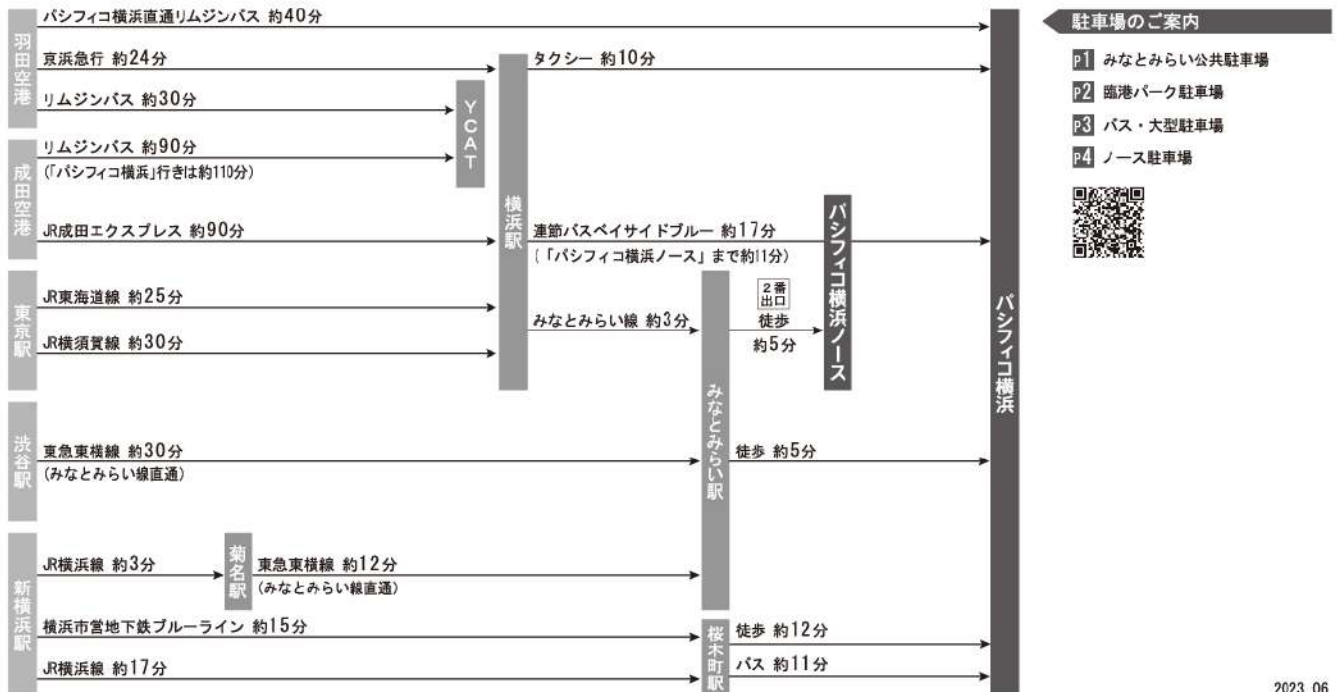 羽田空港
パシフィコ横浜直通リムジンバス 約40分
京浜急行 約24分
タクシー 約10分
リムジンバス 約30分
YCAT
成田空港
リムジンバス 約90分
(「パシフィコ横浜」行きは約110分)
JR成田エクスプレス 約90分
横浜駅
連節バスベイサイドブルー 約17分
(「パシフィコ横浜ノース」まで約11分)
東京駅
JR東海道線 約25分
JR横須賀線 約30分
みなとみらい線 約3分
2番
出口
徒歩
約5分
パシフィコ横浜ノース
パシフィコ横浜
渋谷駅
東急東横線 約30分
(みなとみらい線直通)
みなとみらい駅
徒歩 約5分
新横浜駅
JR横浜線 約3分
菊名駅
東急東横線 約12分
(みなとみらい線直通)
横浜市営地下鉄ブルーライン 約15分
JR横浜線 約17分
桜木町駅
徒歩 約12分
バス 約11分
駐車場のご案内
P1 みなとみらい公共駐車場
P2 臨港パーク駐車場
P3 バス・大型駐車場
P4 ノース駐車場
2023.06